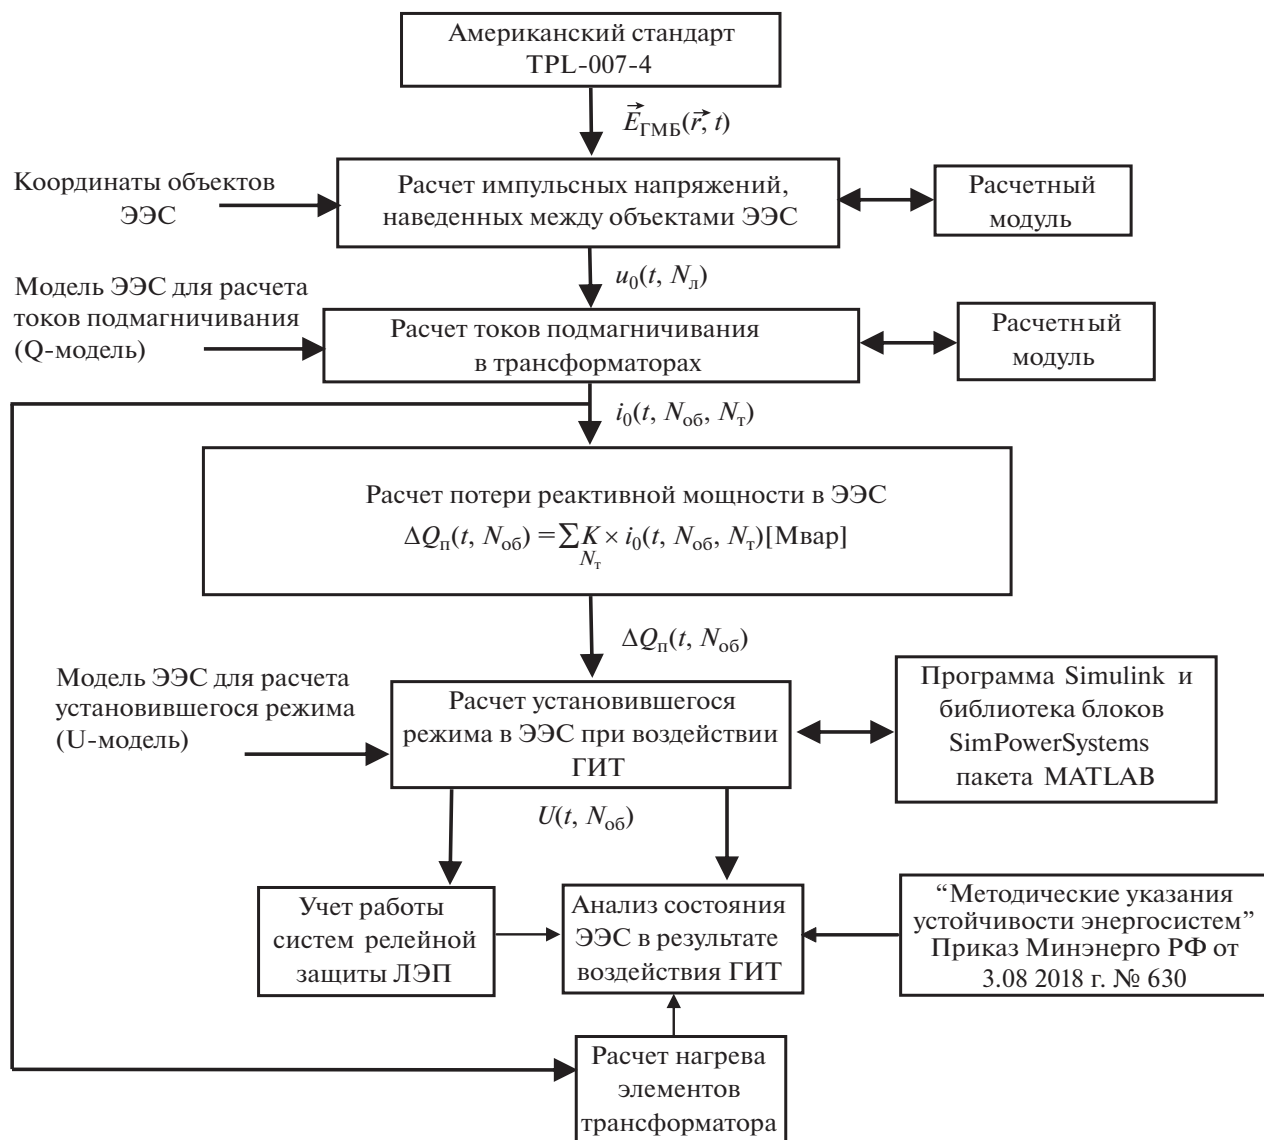 Американский стандарт
TPL-007-4
E⃗ГМБ(r⃗, t)
Координаты объектов
ЭЭС
Расчет импульсных напряжений,
наведенных между объектами ЭЭС
Расчетный
модуль
u₀(t, Nл)
Модель ЭЭС для расчета
токов подмагничивания
(Q-модель)
Расчет токов подмагничивания
в трансформаторах
Расчетный
модуль
i₀(t, Nоб, Nт)
Расчет потери реактивной мощности в ЭЭС
ΔQп(t, Nоб) = ∑K × i₀(t, Nоб, Nт)[Мвар]
Nт
ΔQп(t, Nоб)
Модель ЭЭС для расчета
установившегося режима
(U-модель)
Расчет установившегося
режима в ЭЭС при воздействии
ГИТ
Программа Simulink и
библиотека блоков
SimPowerSystems
пакета MATLAB
U(t, Nоб)
Учет работы
систем релейной
защиты ЛЭП
Анализ состояния
ЭЭС в результате
воздействия ГИТ
“Методические указания
устойчивости энергосистем”
Приказ Минэнерго РФ от
3.08 2018 г. № 630
Расчет нагрева
элементов
трансформатора